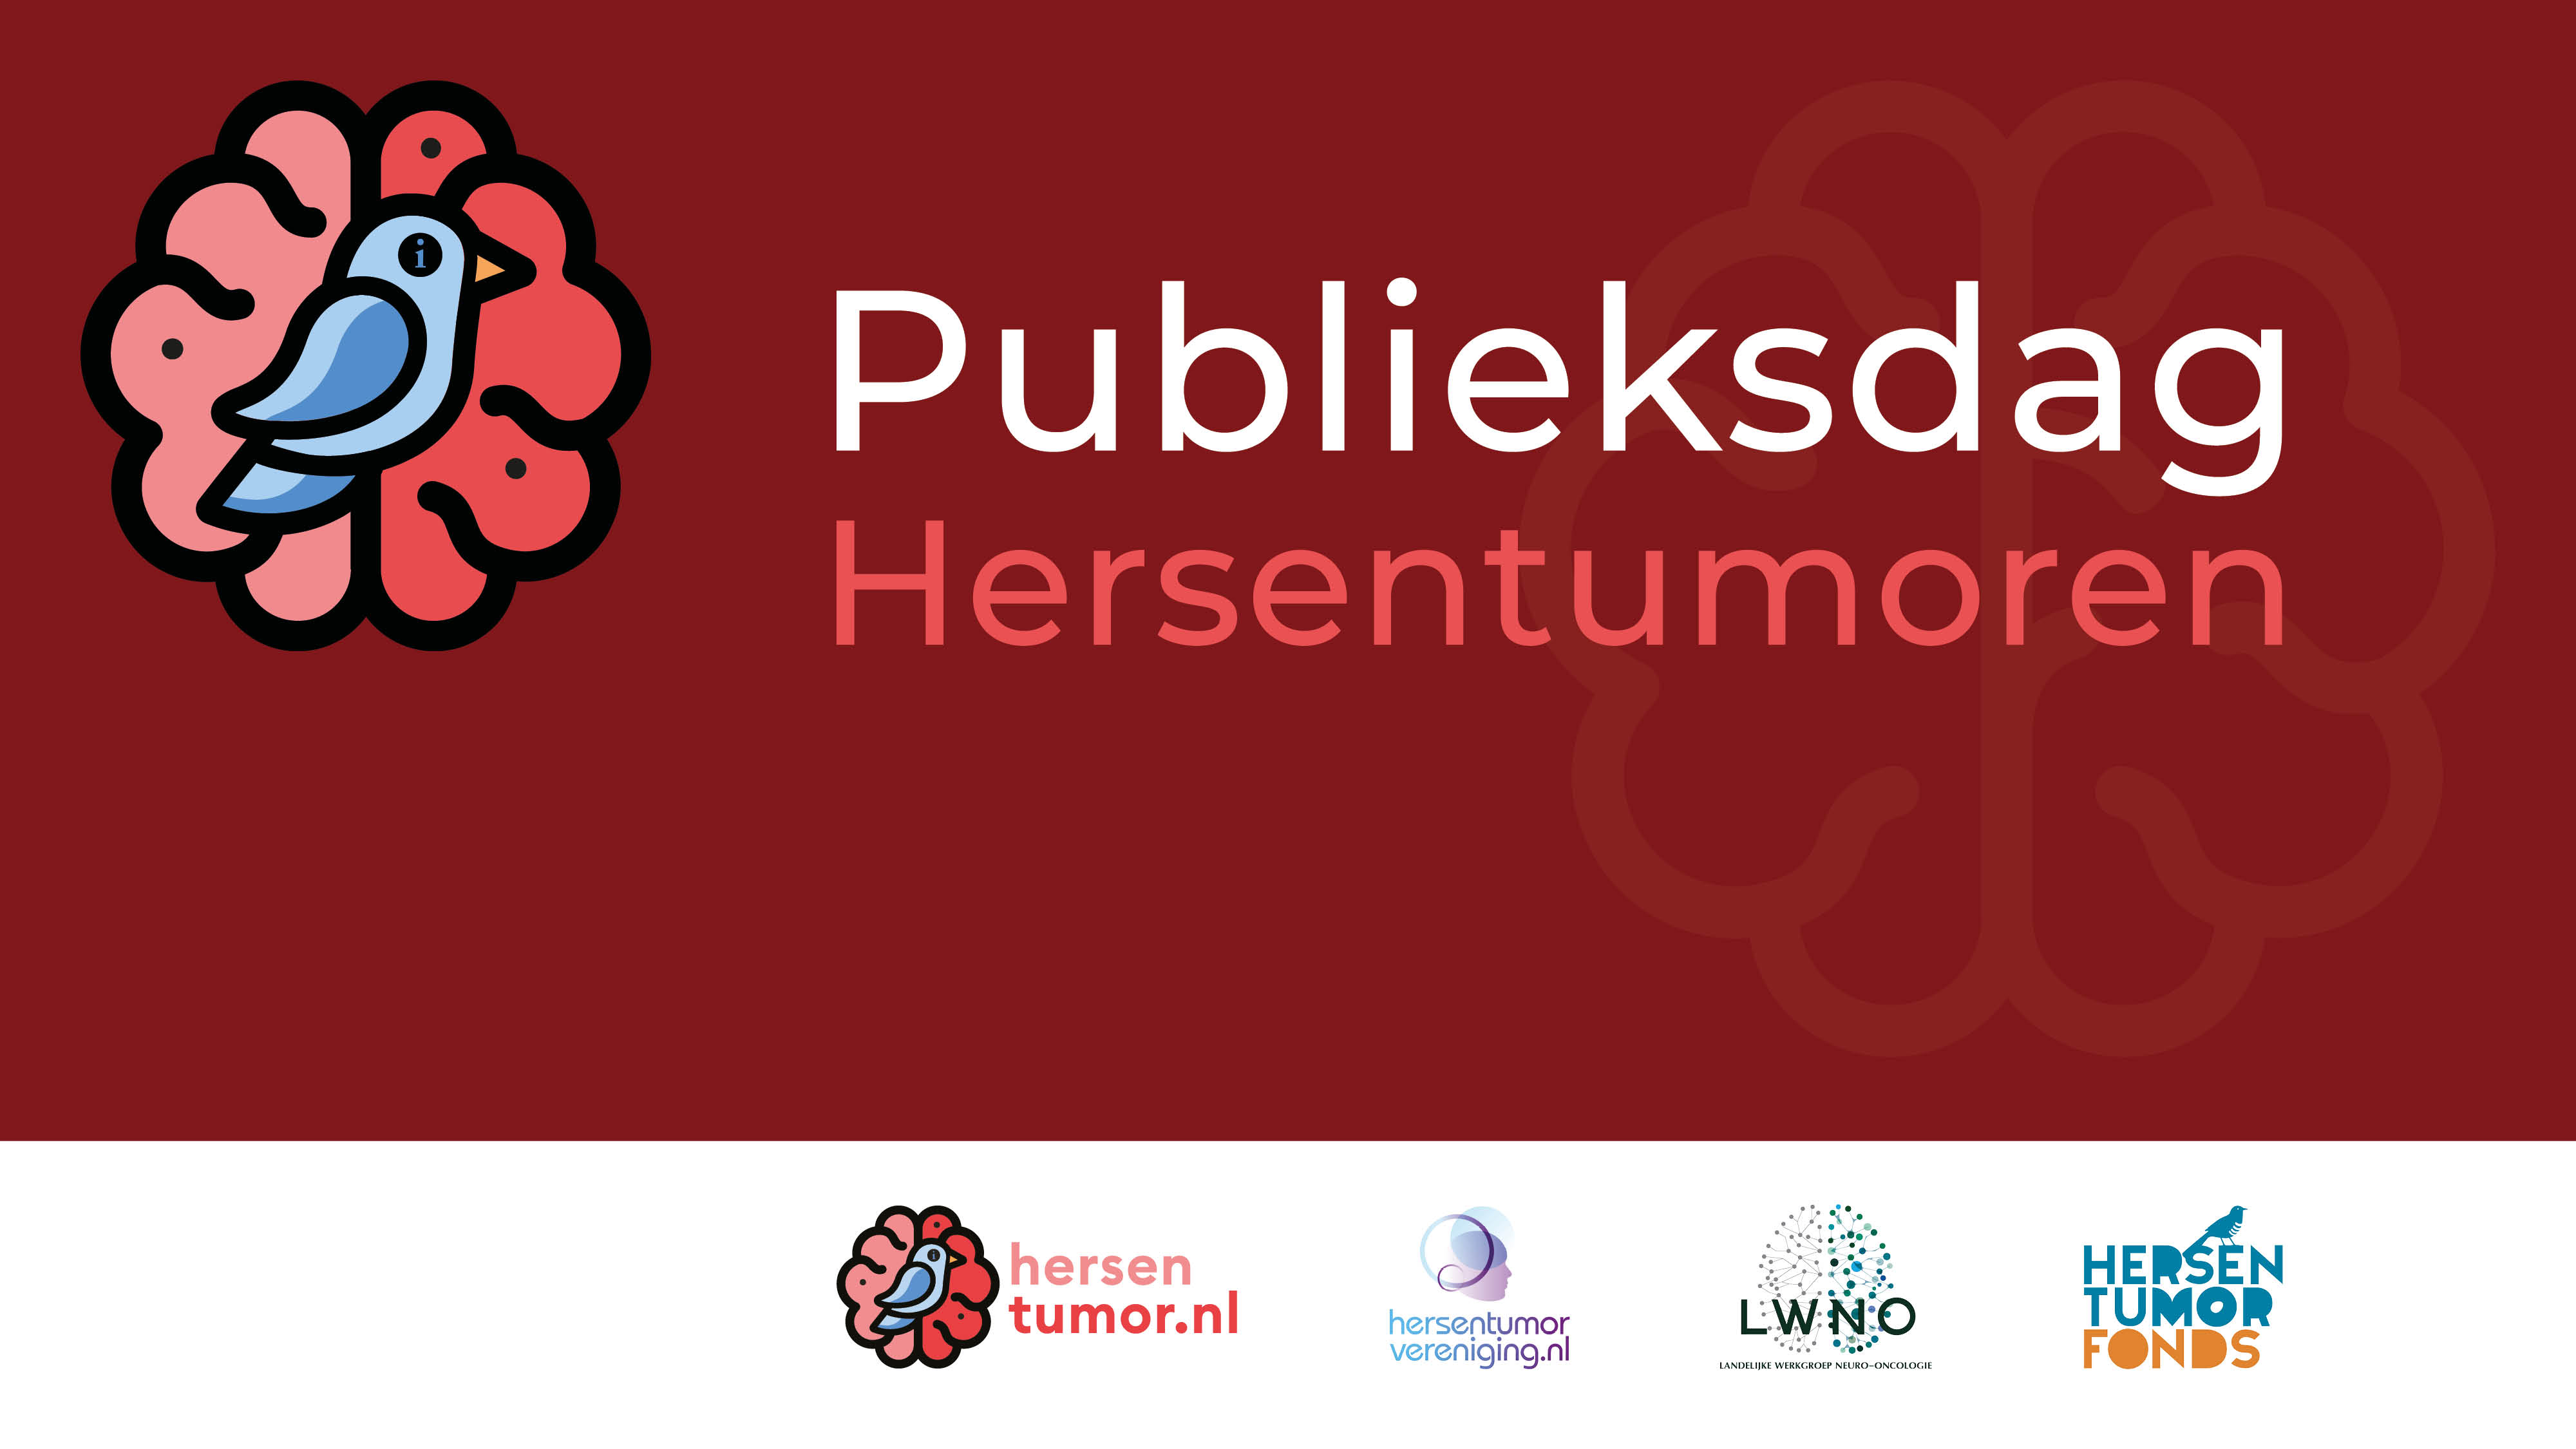 i
Publieksdag
Hersentumoren
hersen
tumor.nl
hersentumor
vereniging.nl
LWNO
LANDELIJKE WERKGROEP NEURO-ONCOLOGIE
HERSEN
TUMOR
FONDS